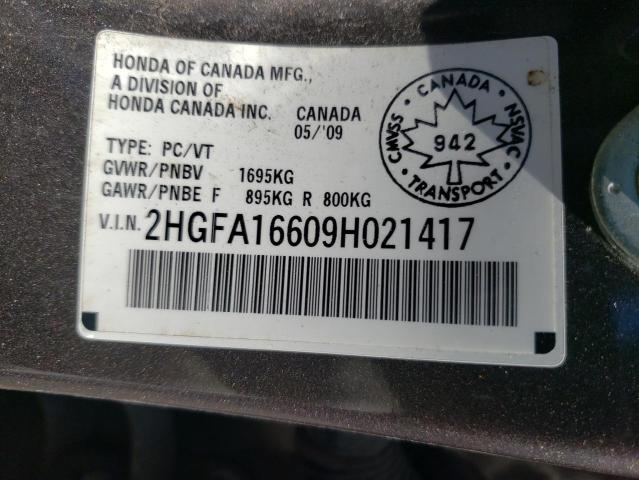 HONDA OF CANADA MFG.,
A DIVISION OF
HONDA CANADA INC. CANADA
05/'09
TYPE: PC/VT
GVWR/PNBV 1695KG
GAWR/PNBE F 895KG R 800KG
V.I.N. 2HGFA16609H021417
CANADA
CMVSS
NSVAC
942
TRANSPORT